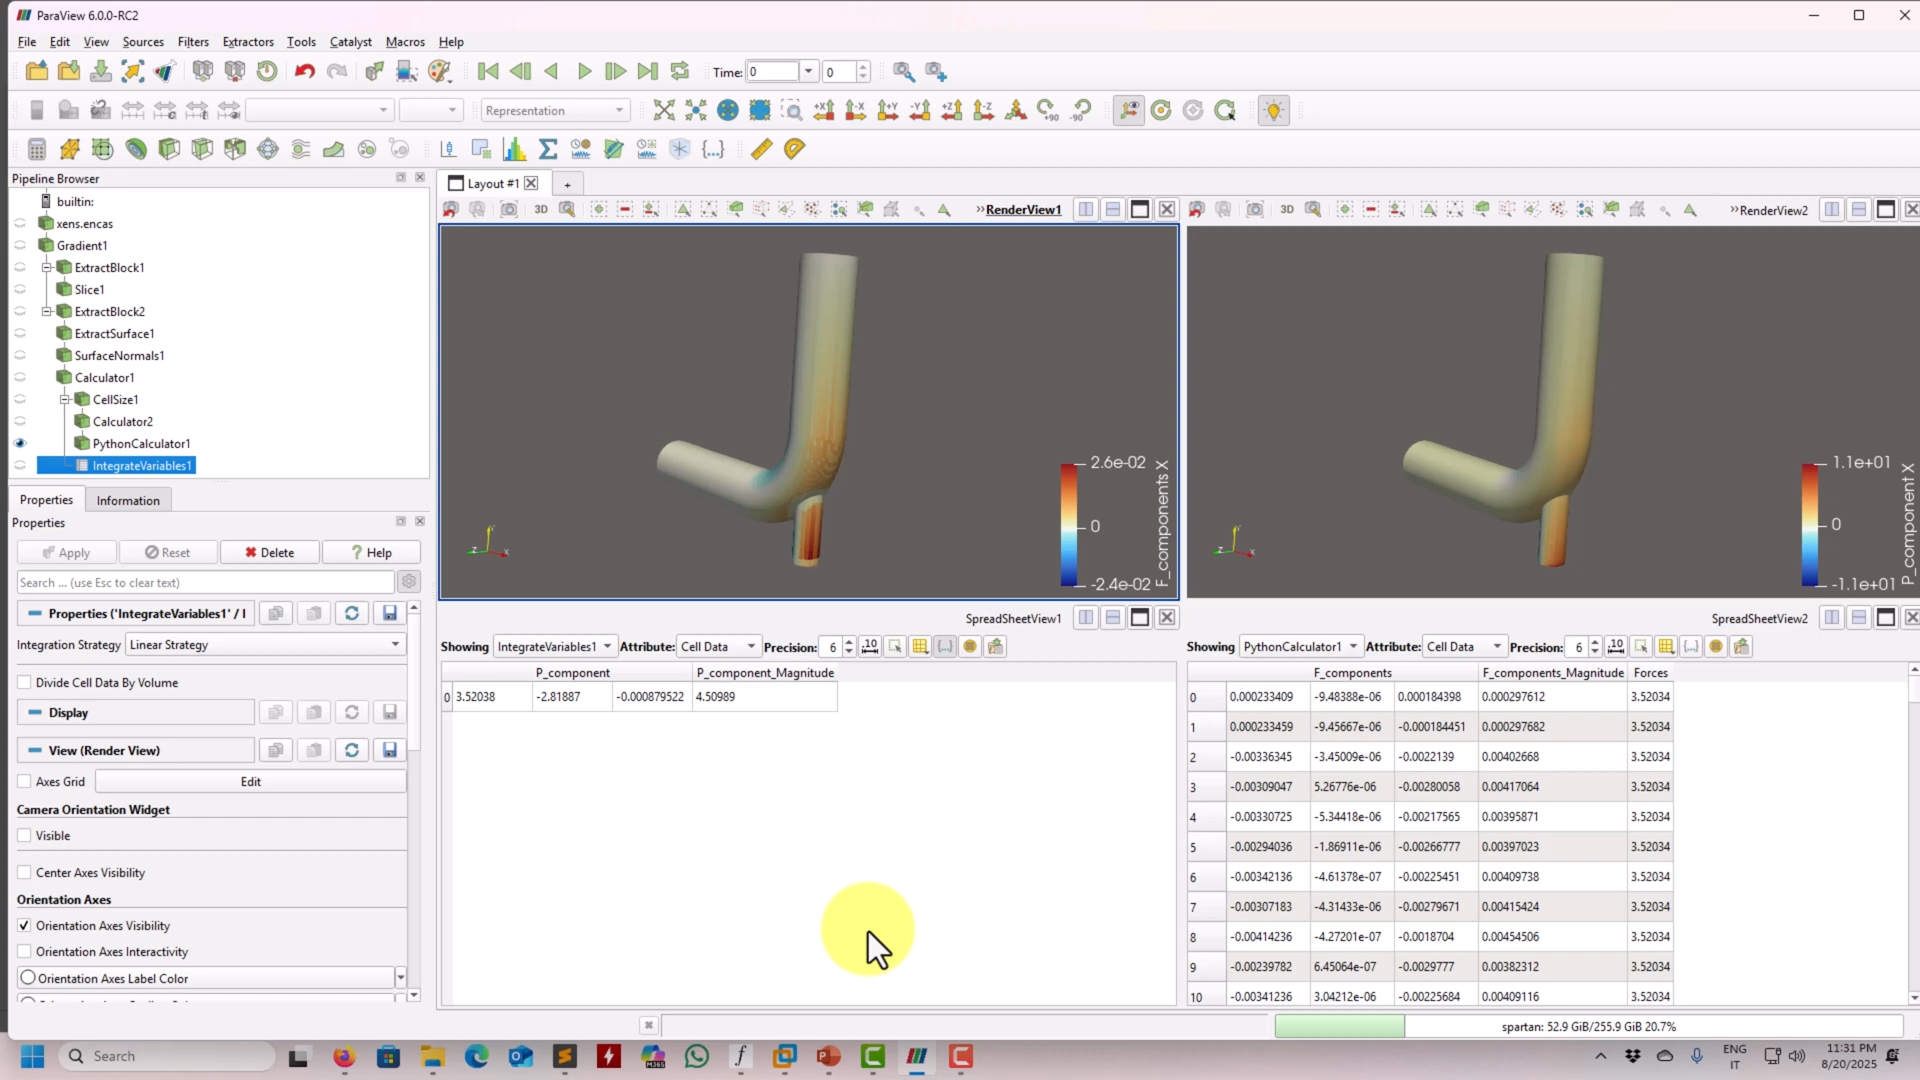 ParaView 6.0.0-RC2
File Edit View Sources Filters Extractors Tools Catalyst Macros Help
Time: 0 0
Representation +X -X +Y -Y +Z -Z +90 -90
Pipeline Browser
builtin:
xens.encas
Gradient1
ExtractBlock1
Slice1
ExtractBlock2
ExtractSurface1
SurfaceNormals1
Calculator1
CellSize1
Calculator2
PythonCalculator1
IntegrateVariables1
Properties Information
Properties
Apply Reset Delete ? Help
Search ... (use Esc to clear text)
Properties ('IntegrateVariables1' / I
Integration Strategy Linear Strategy
Divide Cell Data By Volume
Display
View (Render View)
Axes Grid Edit
Camera Orientation Widget
Visible
Center Axes Visibility
Orientation Axes
Orientation Axes Visibility
Orientation Axes Interactivity
Orientation Axes Label Color
Layout #1 +
3D » RenderView1
2.6e-02
0
-2.4e-02
F_components X
Y Z X
3D » RenderView2
1.1e+01
0
-1.1e+01
P_component X
Y Z X
SpreadSheetView1
Showing IntegrateVariables1 Attribute: Cell Data Precision: 6
P_component P_component_Magnitude
0 3.52038 -2.81887 -0.000879522 4.50989
SpreadSheetView2
Showing PythonCalculator1 Attribute: Cell Data Precision: 6
F_components F_components_Magnitude Forces
0 0.000233409 -9.48388e-06 0.000184398 0.000297612 3.52034
1 0.000233459 -9.45667e-06 -0.000184451 0.000297682 3.52034
2 -0.00336345 -3.45009e-06 -0.0022139 0.00402668 3.52034
3 -0.00309047 5.26776e-06 -0.00280058 0.00417064 3.52034
4 -0.00330725 -5.34418e-06 -0.00217565 0.00395871 3.52034
5 -0.00294036 -1.86911e-06 -0.00266777 0.00397023 3.52034
6 -0.00342136 -4.61378e-07 -0.00225451 0.00409738 3.52034
7 -0.00307183 -4.31433e-06 -0.00279671 0.00415424 3.52034
8 -0.00414236 -4.27201e-07 -0.0018704 0.00454506 3.52034
9 -0.00239782 6.45064e-07 -0.0029777 0.00382312 3.52034
10 -0.00341236 3.04212e-06 -0.00225684 0.00409116 3.52034
spartan: 52.9 GiB/255.9 GiB 20.7%
Search
ENG
IT
11:31 PM
8/20/2025